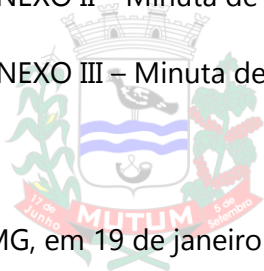 NEXO II – Minuta de
NEXO III – Minuta de
17 de Junho
MUTUM
5 de Setembro
MG, em 19 de janeiro